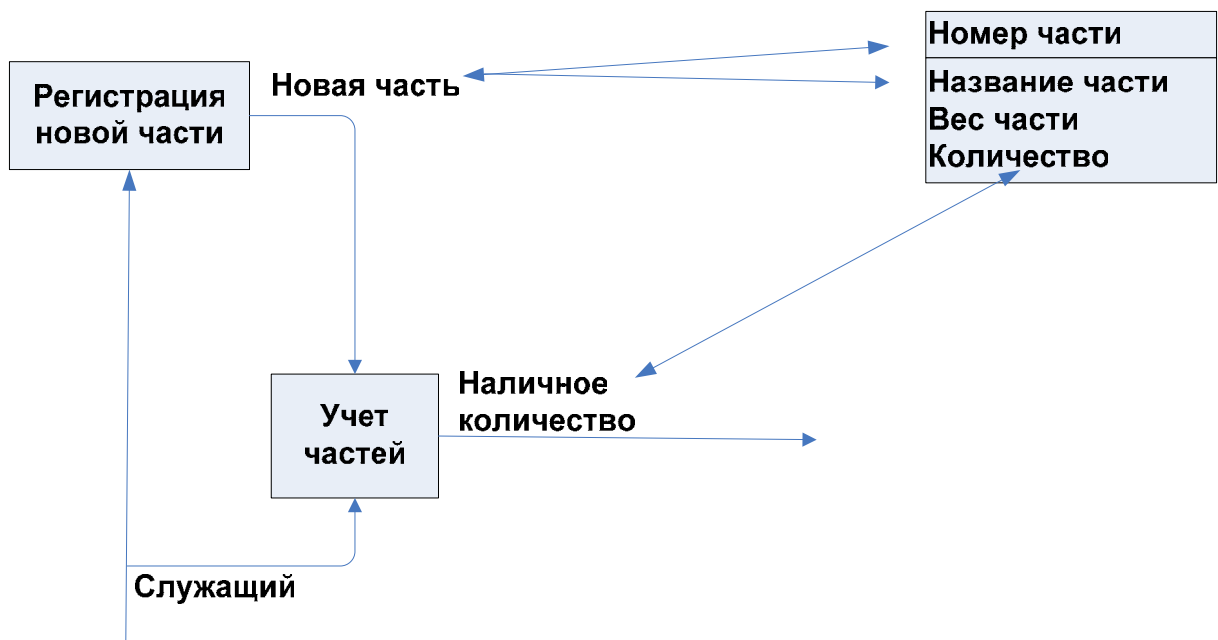 Регистрация
новой части
Новая часть
Номер части
Название части
Вес части
Количество
Учет
частей
Наличное
количество
Служащий